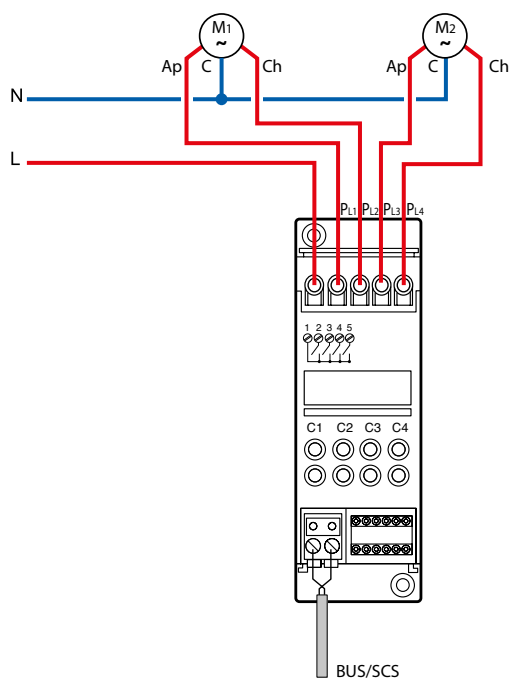 M1 M2
~ ~
Ap C Ch Ap C Ch
N
L
PL1 PL2 PL3 PL4
1 2 3 4 5
C1 C2 C3 C4
BUS/SCS